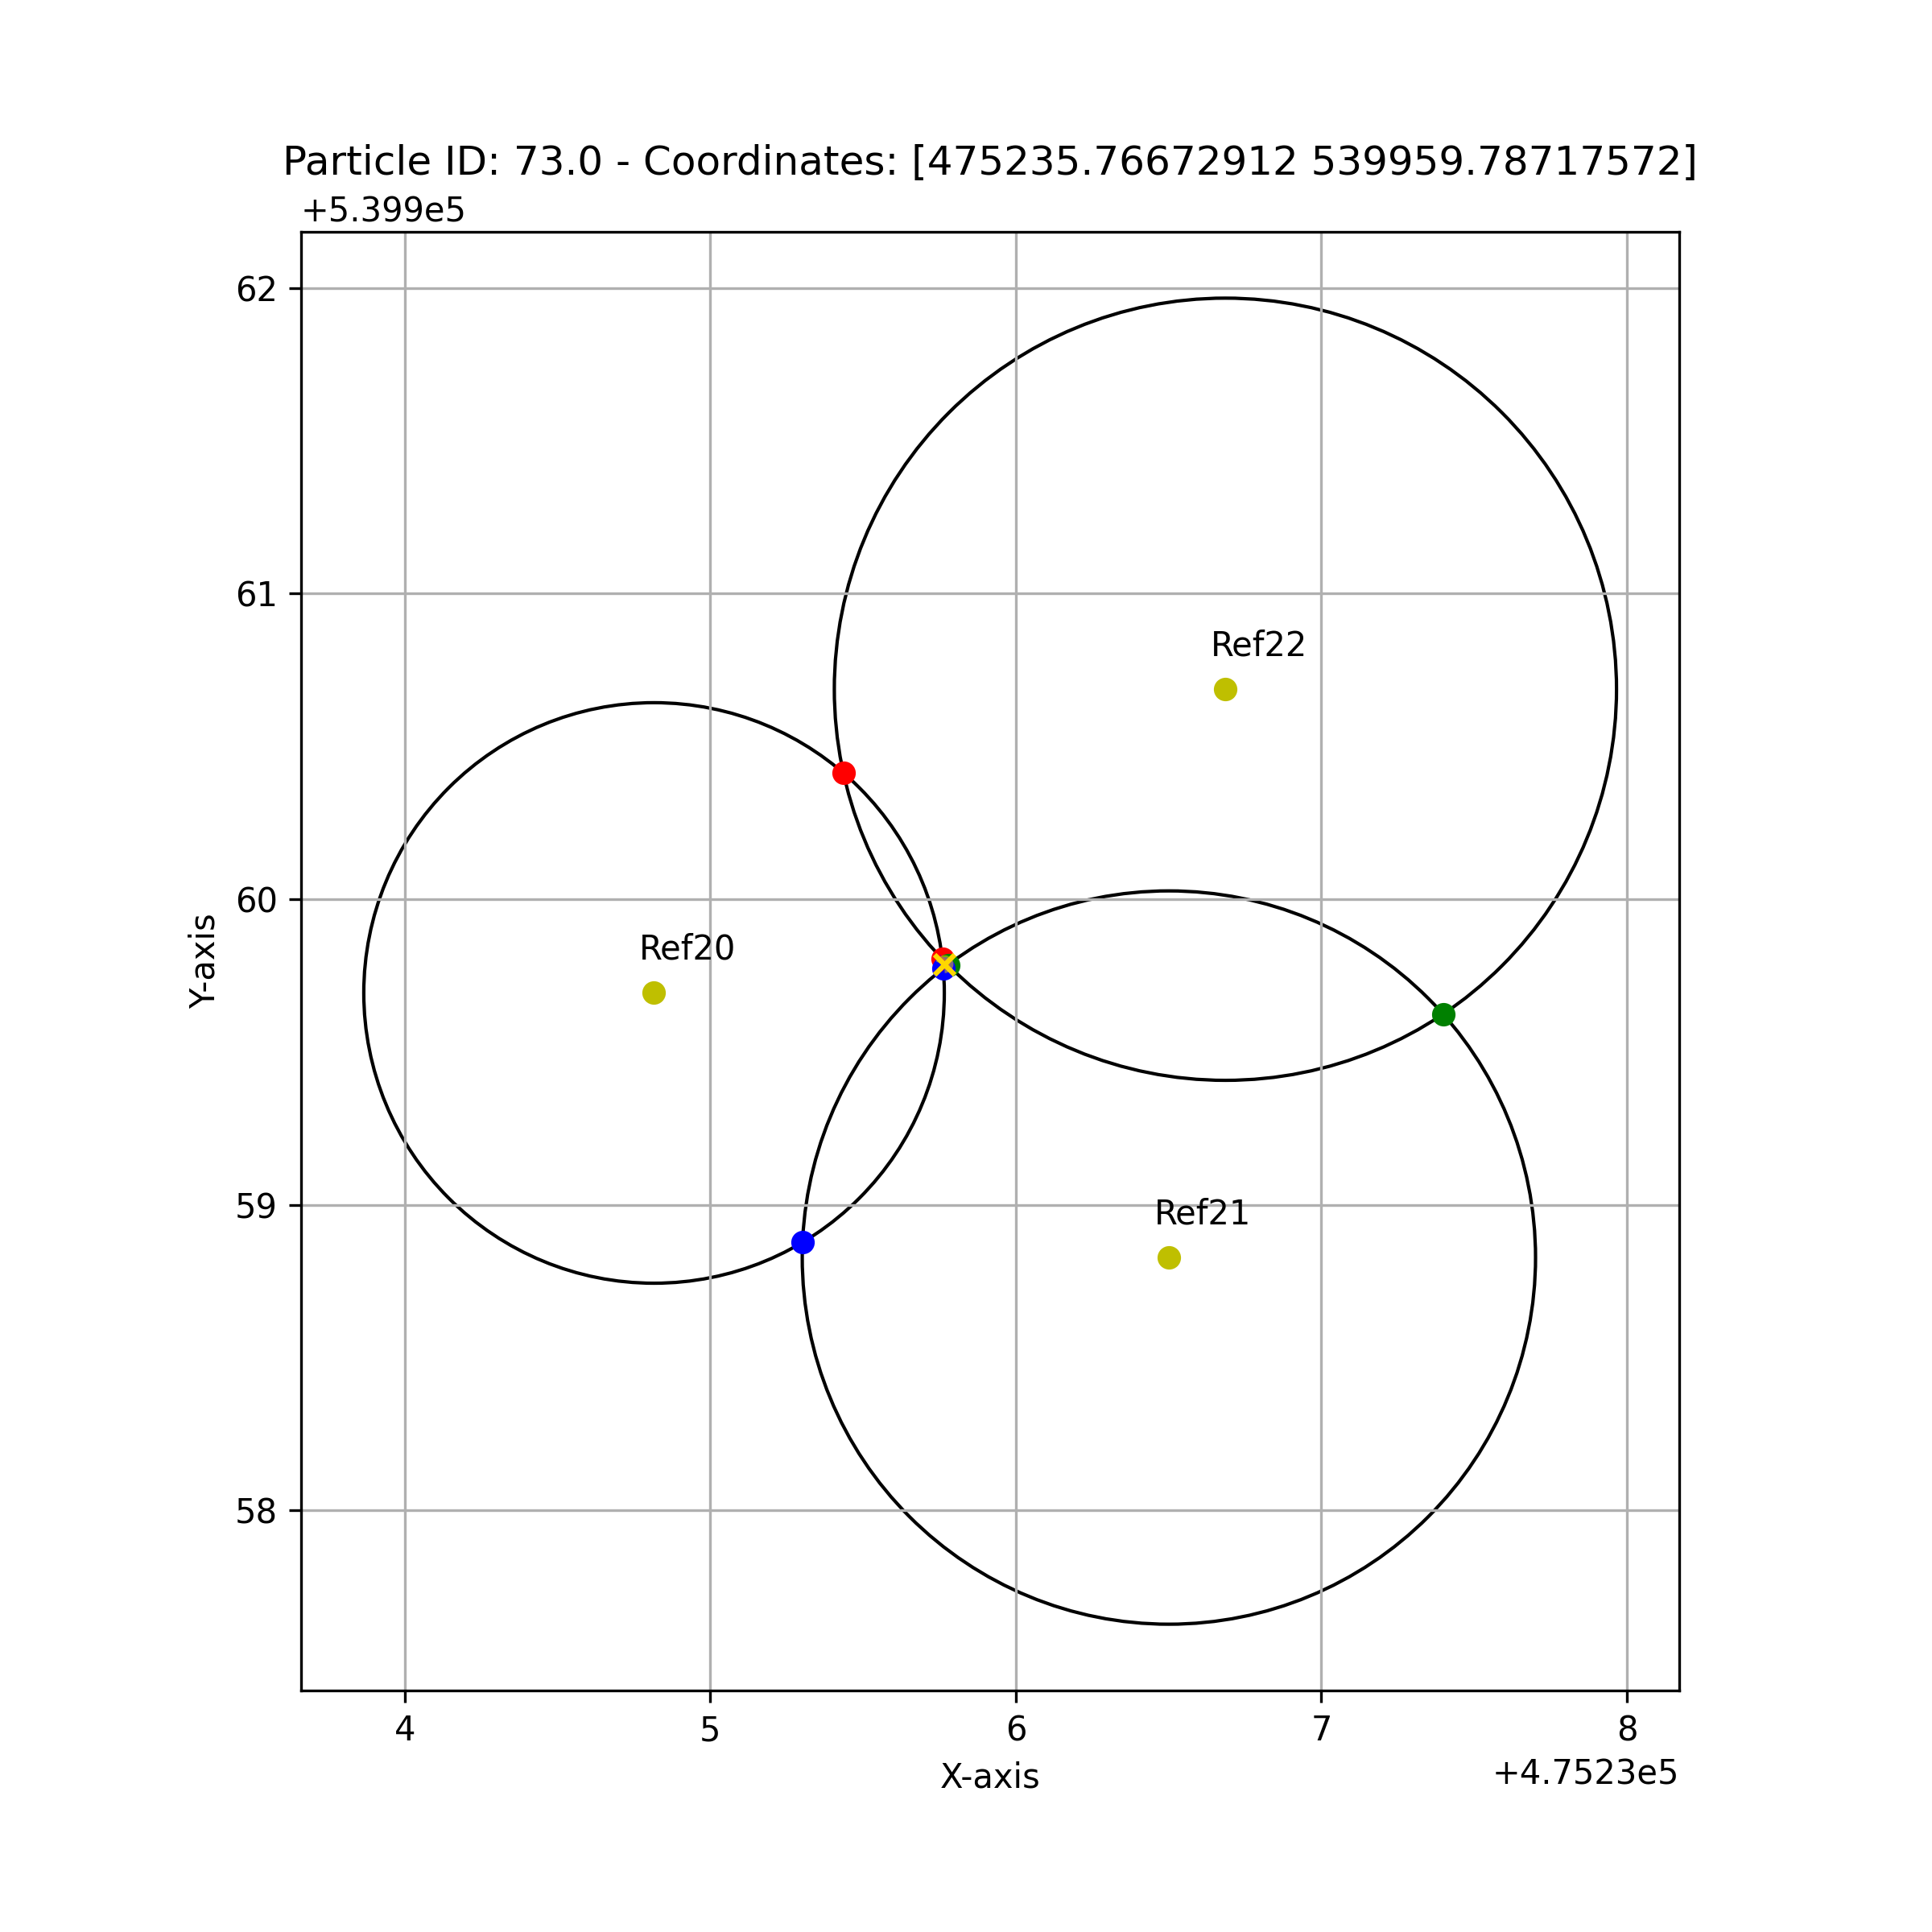 Particle ID: 73.0 - Coordinates: [475235.76672912 539959.78717572]
+5.399e5
62
61
Ref22
60
Ref20
Y-axis
59
Ref21
58
4 5 6 7 8
X-axis
+4.7523e5